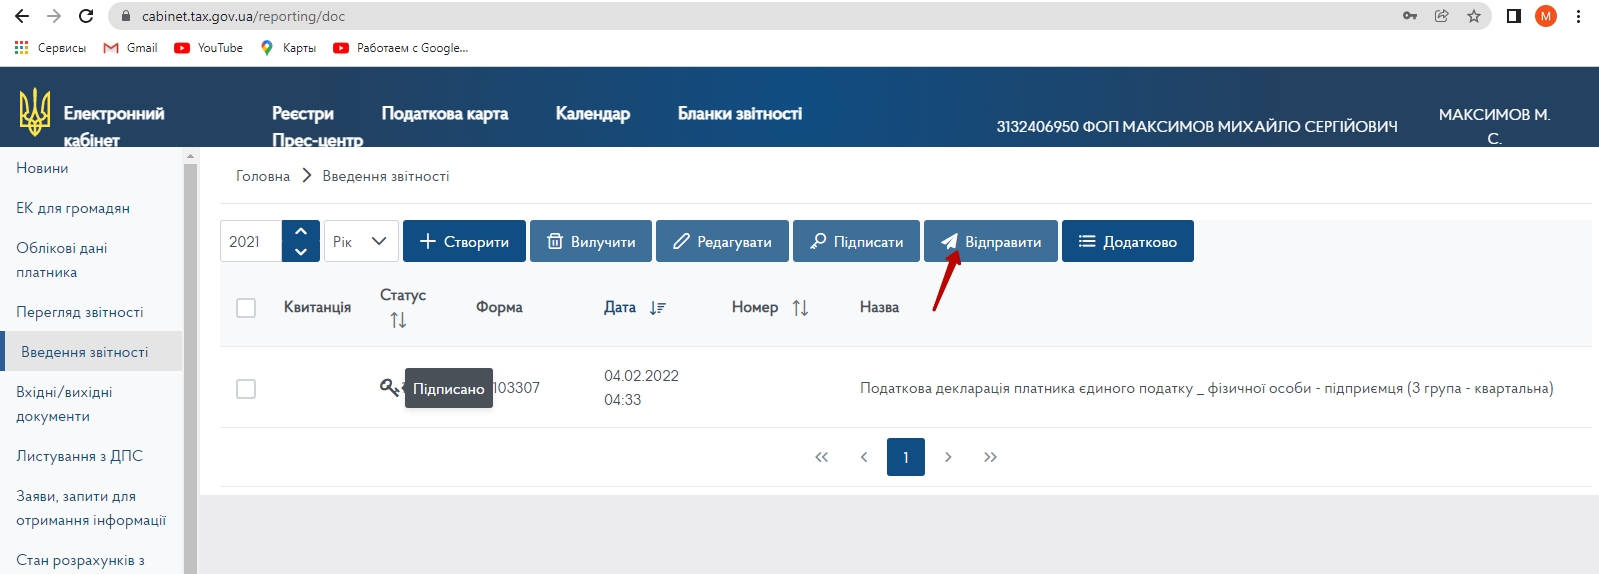 cabinet.tax.gov.ua/reporting/doc
M
Сервисы Gmail YouTube Карты Работаем с Google...
Електронний кабінет
Реєстри Податкова карта Календар Бланки звітності
Прес-центр
3132406950 ФОП МАКСИМОВ МИХАЙЛО СЕРГІЙОВИЧ
МАКСИМОВ М.
С.
Новини
ЕК для громадян
Облікові дані
платника
Перегляд звітності
Введення звітності
Вхідні/вихідні
документи
Листування з ДПС
Заяви, запити для
отримання інформації
Стан розрахунків з
Головна Введення звітності
2021 Рік Створити Вилучити Редагувати Підписати Відправити Додатково
Квитанція Статус Форма Дата Номер Назва
Підписано 103307 04.02.2022
04:33
Податкова декларація платника єдиного податку _ фізичної особи - підприємця (3 група - квартальна)
1